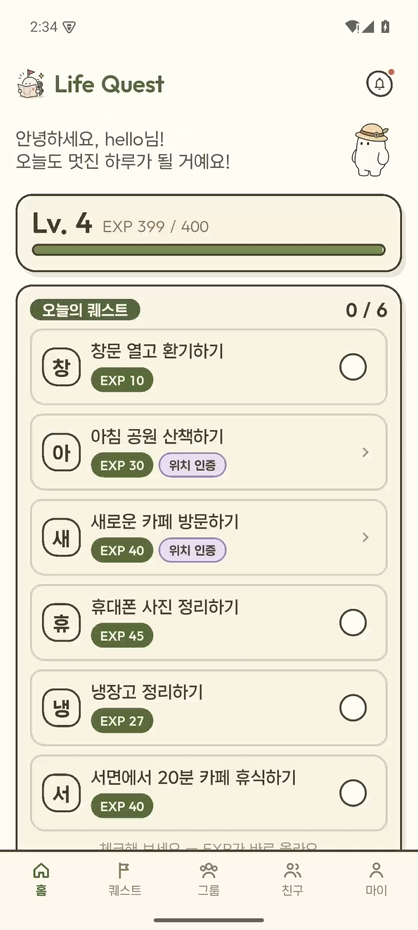 2:34
Life Quest
안녕하세요, hello님!
오늘도 멋진 하루가 될 거예요!
Lv. 4 EXP 399 / 400
오늘의 퀘스트 0 / 6
창 창문 열고 환기하기
EXP 10
아 아침 공원 산책하기
EXP 30 위치 인증
새 새로운 카페 방문하기
EXP 40 위치 인증
휴 휴대폰 사진 정리하기
EXP 45
냉 냉장고 정리하기
EXP 27
서 서면에서 20분 카페 휴식하기
EXP 40
체크해 보세요 — EXP가 바로 올라요
홈 퀘스트 그룹 친구 마이